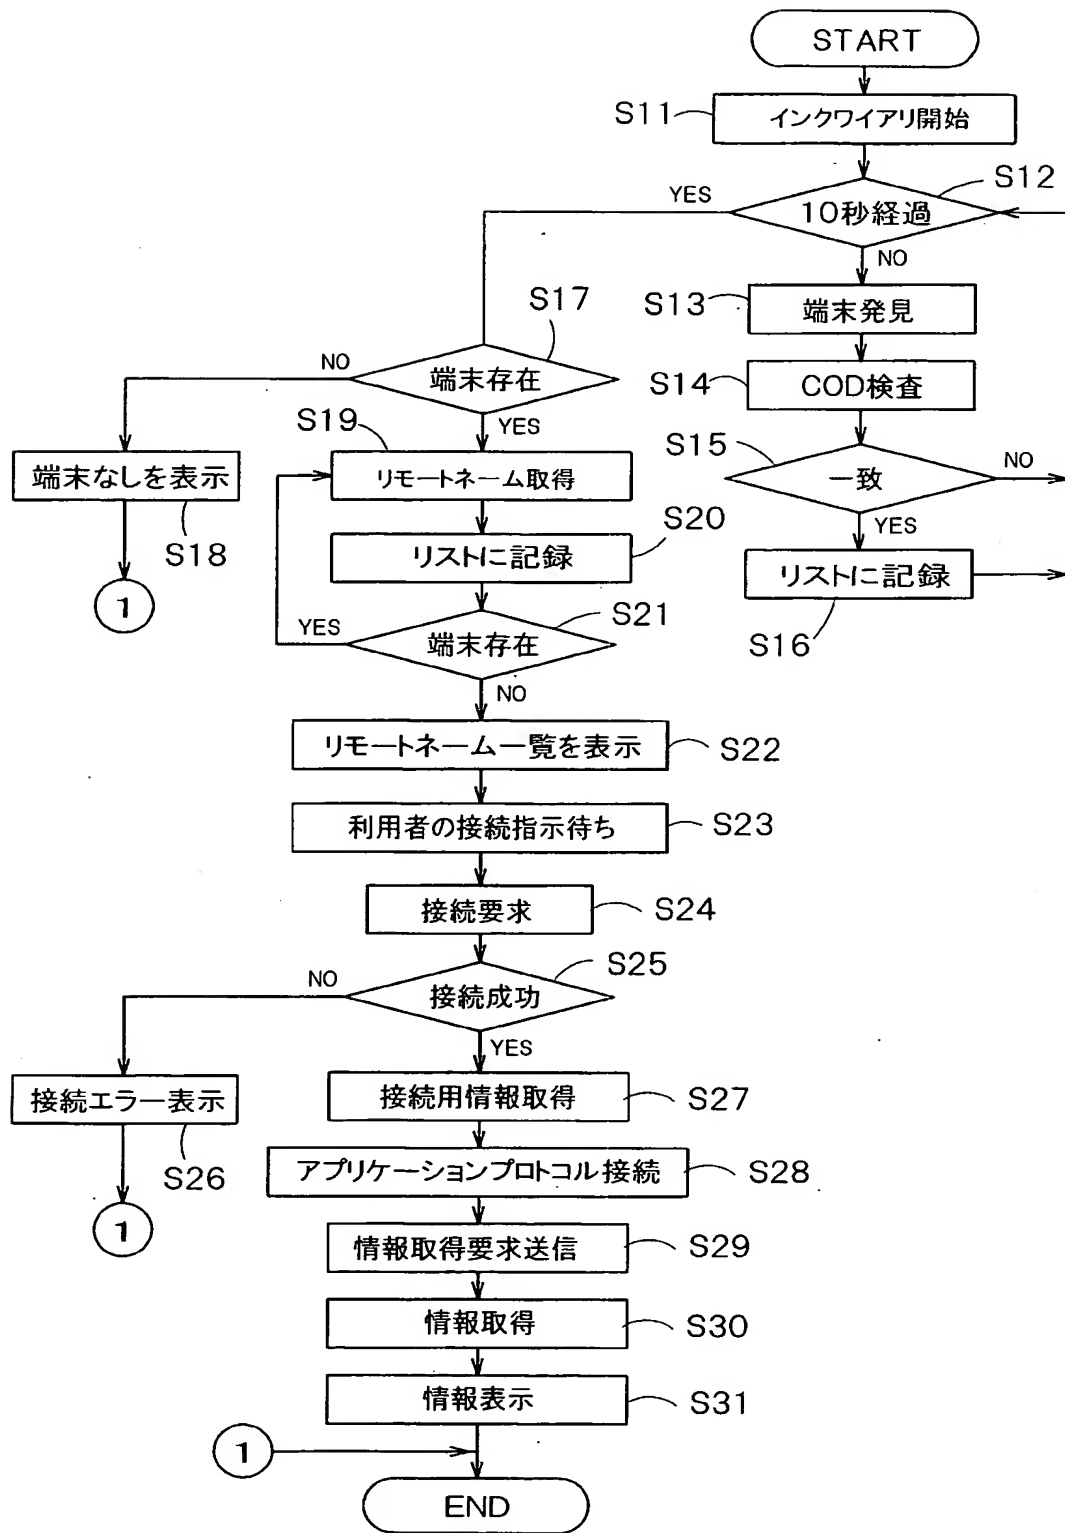 START
S11
インクワイアリ開始
S12
10秒経過
YES
NO
S13
端末発見
S14
COD検査
S15
一致
NO
YES
リストに記録
S16
S17
端末存在
NO
YES
端末なしを表示
S18
1
S19
リモートネーム取得
S20
リストに記録
S21
端末存在
YES
NO
リモートネーム一覧を表示
S22
利用者の接続指示待ち
S23
接続要求
S24
S25
接続成功
NO
YES
接続エラー表示
S26
1
接続用情報取得
S27
アプリケーションプロトコル接続
S28
情報取得要求送信
S29
情報取得
S30
情報表示
S31
1
END